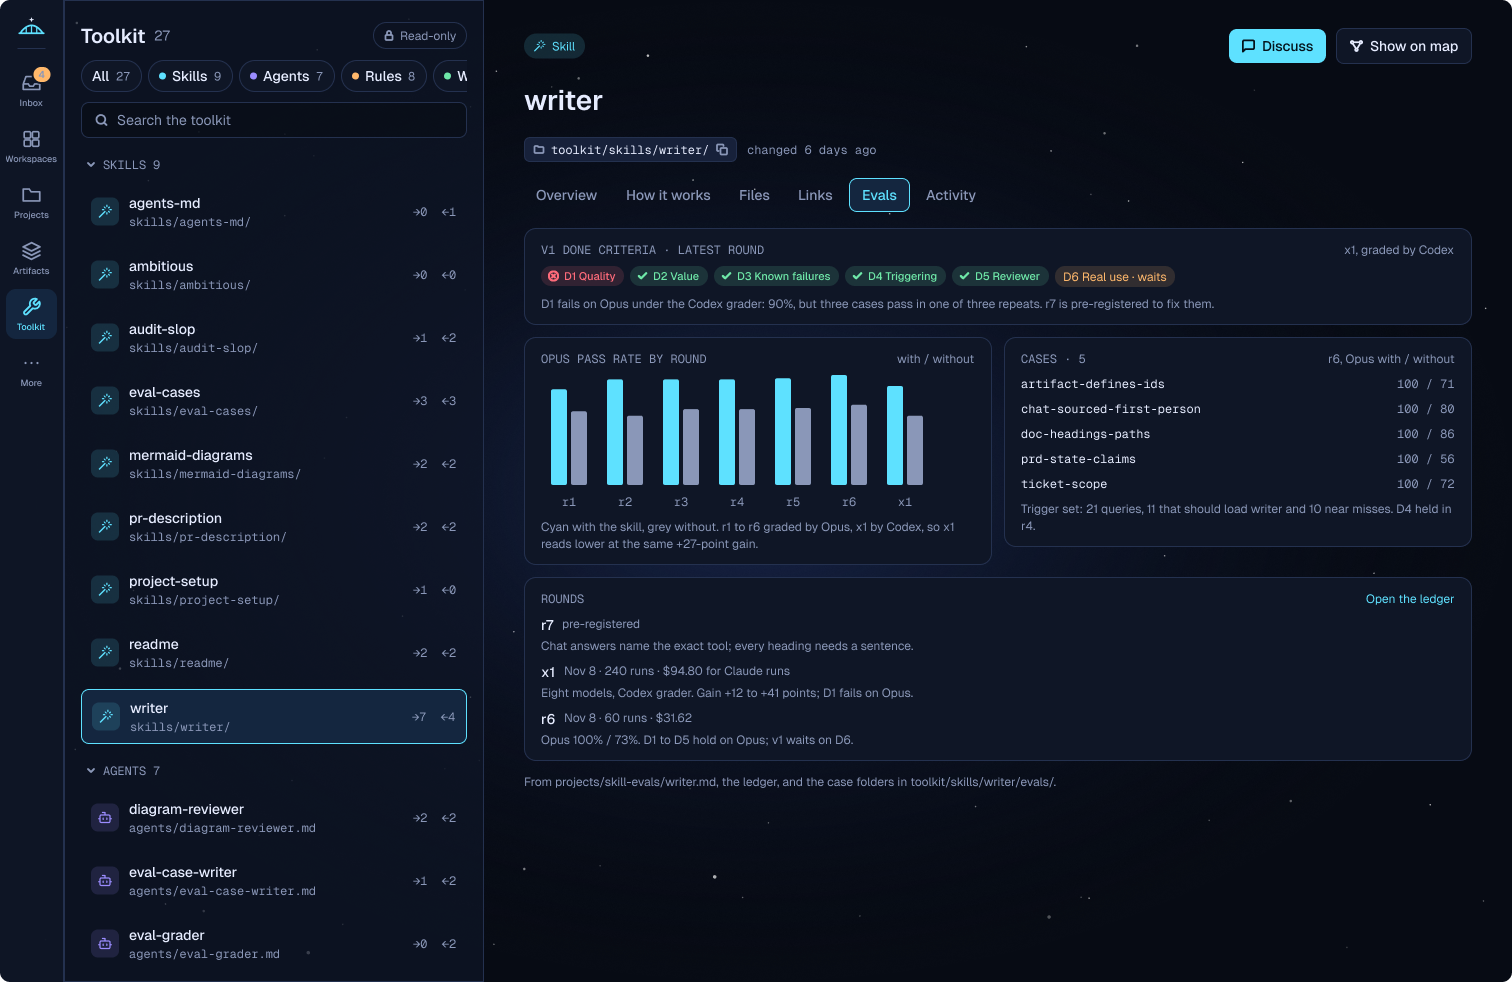 4
Inbox
Workspaces
Projects
Artifacts
Toolkit
More
Toolkit 27
Read-only
All 27
Skills 9
Agents 7
Rules 8
W
Search the toolkit
SKILLS 9
agents-md
skills/agents-md/
→0 ←1
ambitious
skills/ambitious/
→0 ←0
audit-slop
skills/audit-slop/
→1 ←2
eval-cases
skills/eval-cases/
→3 ←3
mermaid-diagrams
skills/mermaid-diagrams/
→2 ←2
pr-description
skills/pr-description/
→2 ←2
project-setup
skills/project-setup/
→1 ←0
readme
skills/readme/
→2 ←2
writer
skills/writer/
→7 ←4
AGENTS 7
diagram-reviewer
agents/diagram-reviewer.md
→2 ←2
eval-case-writer
agents/eval-case-writer.md
→1 ←2
eval-grader
agents/eval-grader.md
→0 ←2
Skill
Discuss
Show on map
writer
toolkit/skills/writer/
changed 6 days ago
Overview
How it works
Files
Links
Evals
Activity
V1 DONE CRITERIA · LATEST ROUND
x1, graded by Codex
D1 Quality
D2 Value
D3 Known failures
D4 Triggering
D5 Reviewer
D6 Real use · waits
D1 fails on Opus under the Codex grader: 90%, but three cases pass in one of three repeats. r7 is pre-registered to fix them.
OPUS PASS RATE BY ROUND
with / without
r1 r2 r3 r4 r5 r6 x1
Cyan with the skill, grey without. r1 to r6 graded by Opus, x1 by Codex, so x1
reads lower at the same +27-point gain.
CASES · 5
r6, Opus with / without
artifact-defines-ids 100 / 71
chat-sourced-first-person 100 / 80
doc-headings-paths 100 / 86
prd-state-claims 100 / 56
ticket-scope 100 / 72
Trigger set: 21 queries, 11 that should load writer and 10 near misses. D4 held in
r4.
ROUNDS
Open the ledger
r7 pre-registered
Chat answers name the exact tool; every heading needs a sentence.
x1 Nov 8 · 240 runs · $94.80 for Claude runs
Eight models, Codex grader. Gain +12 to +41 points; D1 fails on Opus.
r6 Nov 8 · 60 runs · $31.62
Opus 100% / 73%. D1 to D5 hold on Opus; v1 waits on D6.
From projects/skill-evals/writer.md, the ledger, and the case folders in toolkit/skills/writer/evals/.